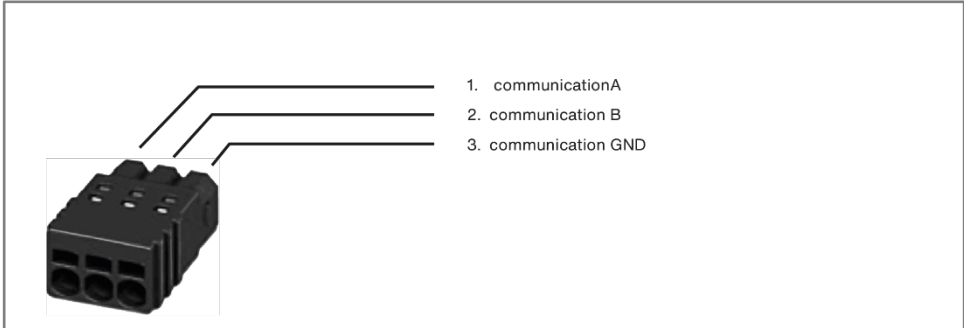 1. communicationA
2. communication B
3. communication GND